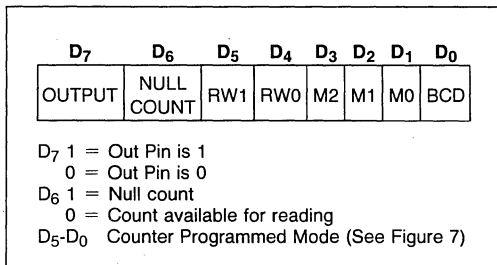 D7 D6 D5 D4 D3 D2 D1 D0
OUTPUT NULL COUNT RW1 RW0 M2 M1 M0 BCD
D7 1 = Out Pin is 1
0 = Out Pin is 0
D6 1 = Null count
0 = Count available for reading
D5-D0 Counter Programmed Mode (See Figure 7)